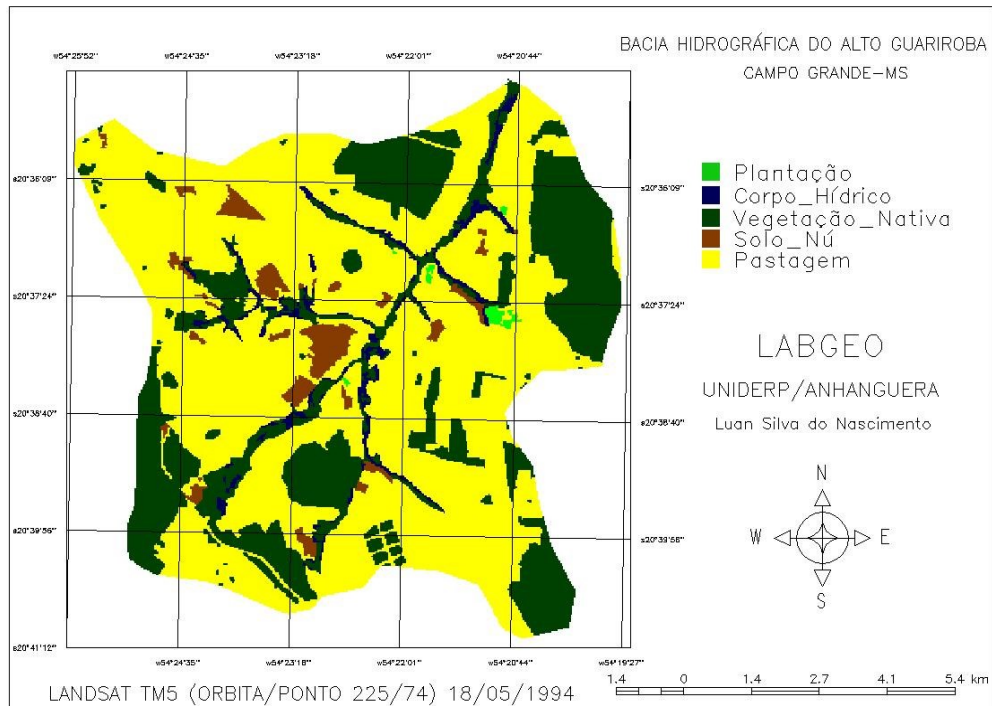 BACIA HIDROGRÁFICA DO ALTO GUARIROBA
CAMPO GRANDE-MS
w54°25'52'' w54°24'35'' w54°23'18'' w54°22'01'' w54°20'44''
s20°35'09'' s20°35'09''
Plantação
Corpo_Hídrico
Vegetação_Nativa
Solo_Nú
Pastagem
s20°37'24'' s20°37'24''
LABGEO
UNIDERP/ANHANGUERA
Luan Silva do Nascimento
s20°38'40'' s20°38'40''
N
W E
S
s20°39'56'' s20°39'58''
s20°41'12''
w54°24'35'' w54°23'18'' w54°22'01'' w54°20'44'' w54°19'27''
LANDSAT TM5 (ORBITA/PONTO 225/74) 18/05/1994
1.4 0 1.4 2.7 4.1 5.4 km